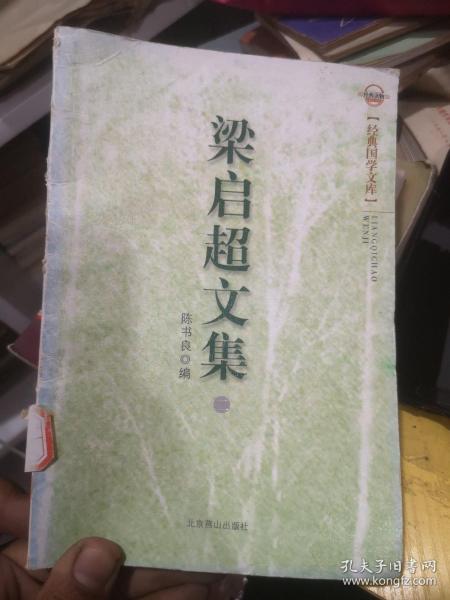 【经典国学文库】
LIANGQICHAO
WENJI
梁启超文集
二
陈书良◎编
北京燕山出版社
孔夫子旧书网
www.kongfz.com